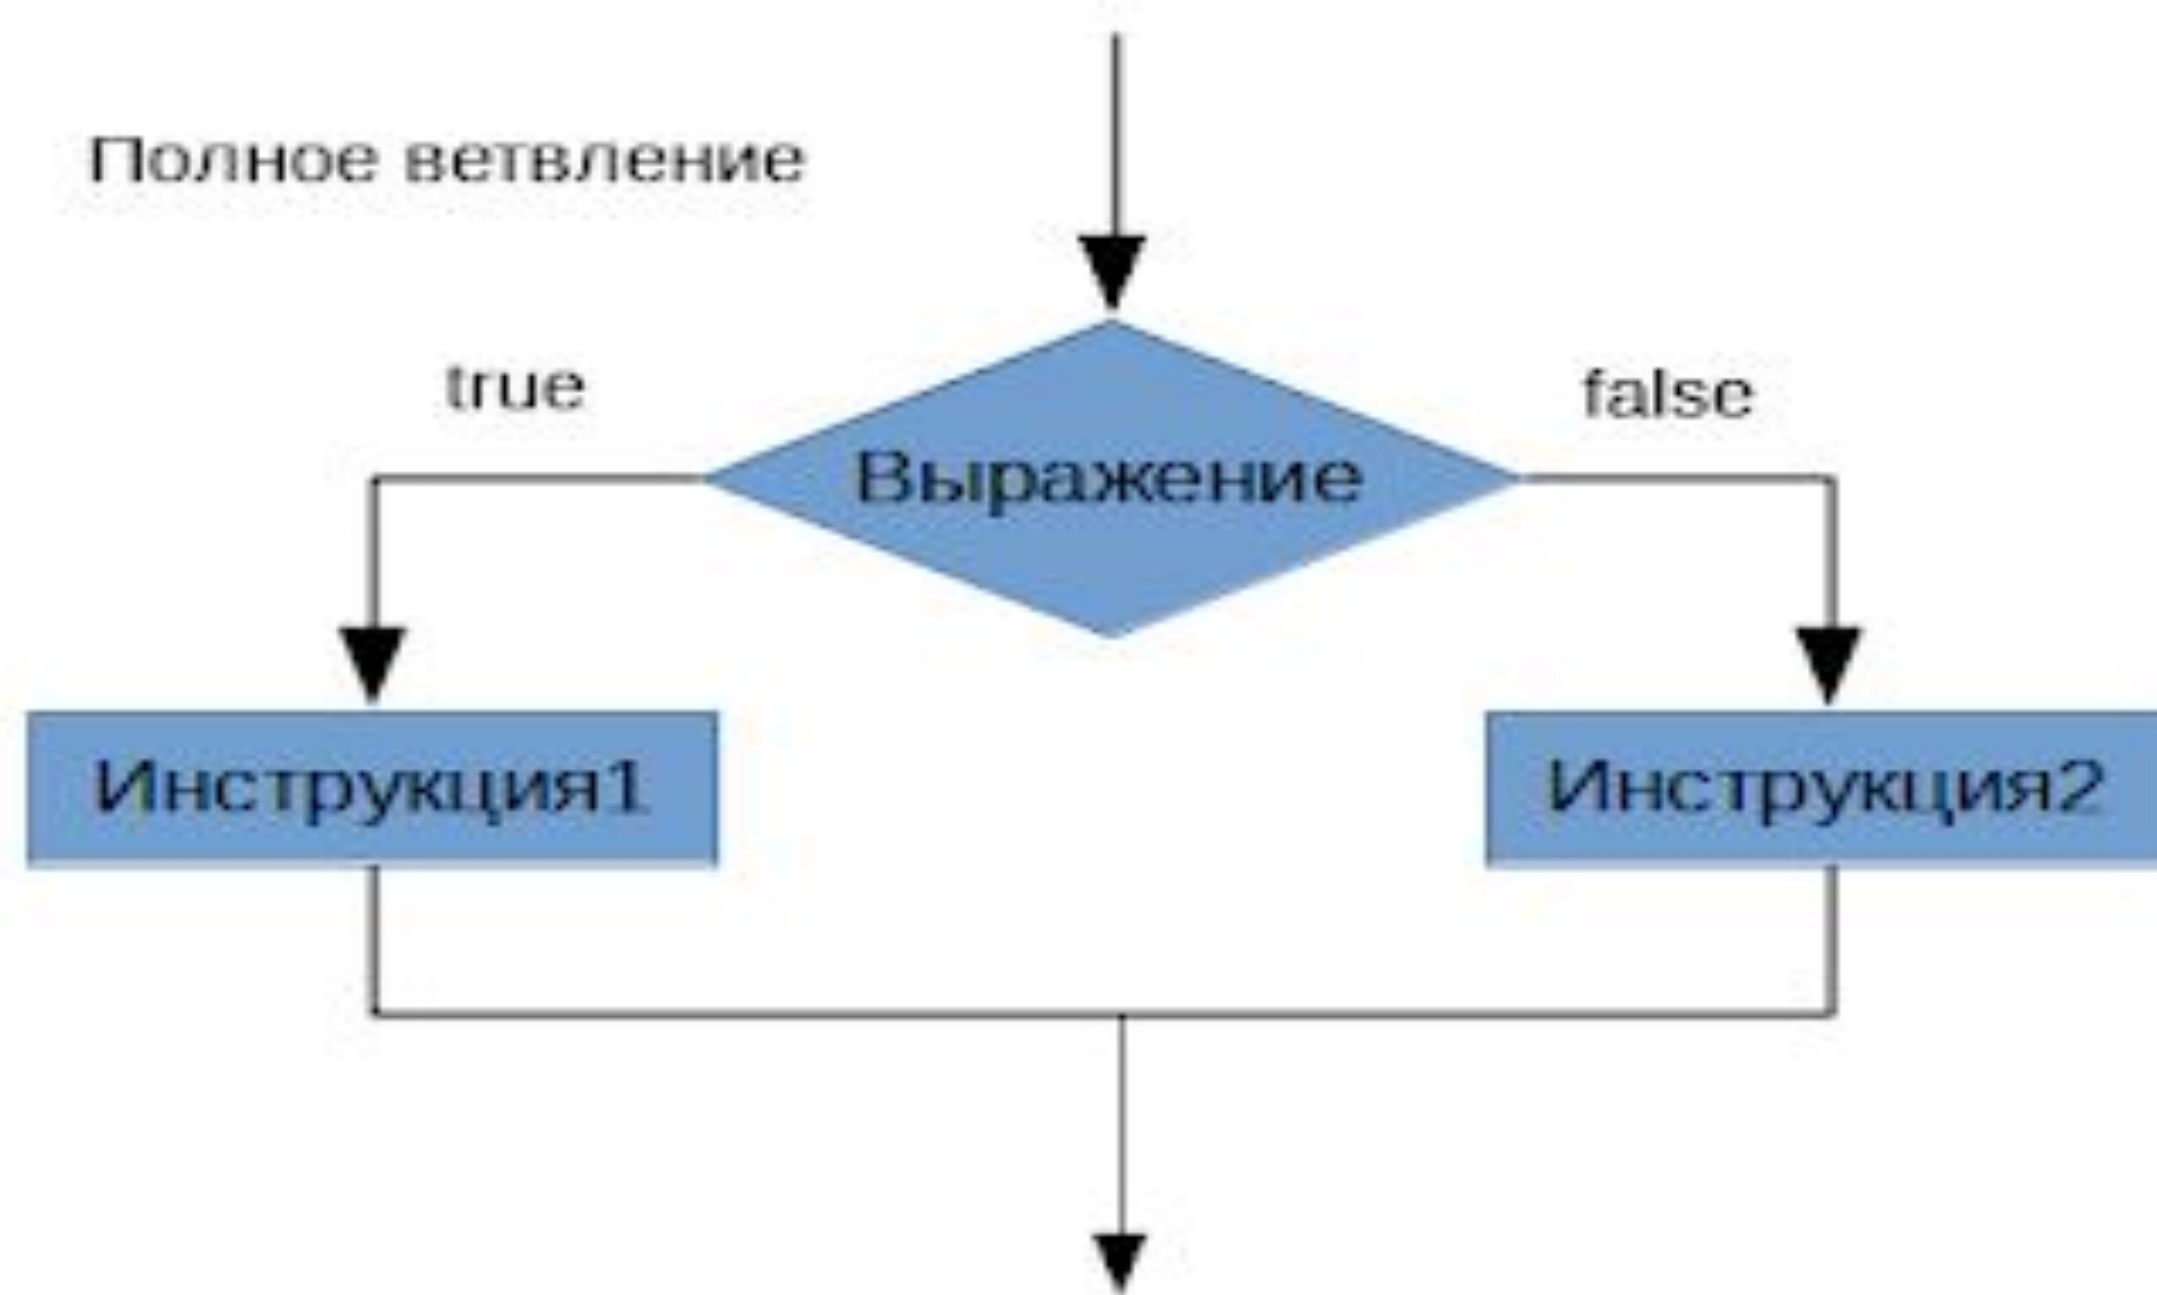 Полное ветвление
true
false
Выражение
Инструкция1
Инструкция2